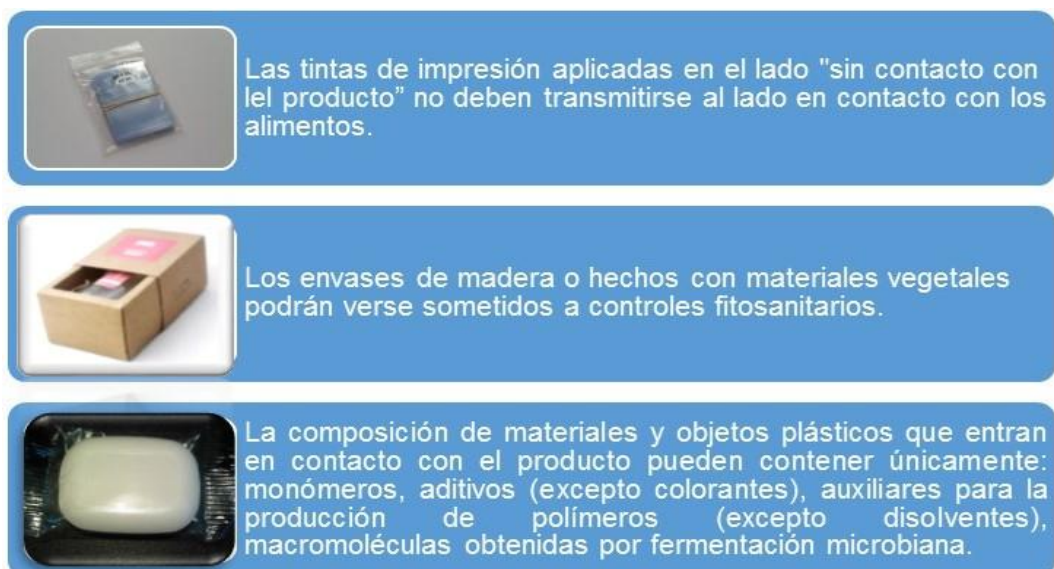 Las tintas de impresión aplicadas en el lado "sin contacto con
lel producto” no deben transmitirse al lado en contacto con los
alimentos.
Los envases de madera o hechos con materiales vegetales
podrán verse sometidos a controles fitosanitarios.
La composición de materiales y objetos plásticos que entran
en contacto con el producto pueden contener únicamente:
monómeros, aditivos (excepto colorantes), auxiliares para la
producción de polímeros (excepto disolventes),
macromoléculas obtenidas por fermentación microbiana.